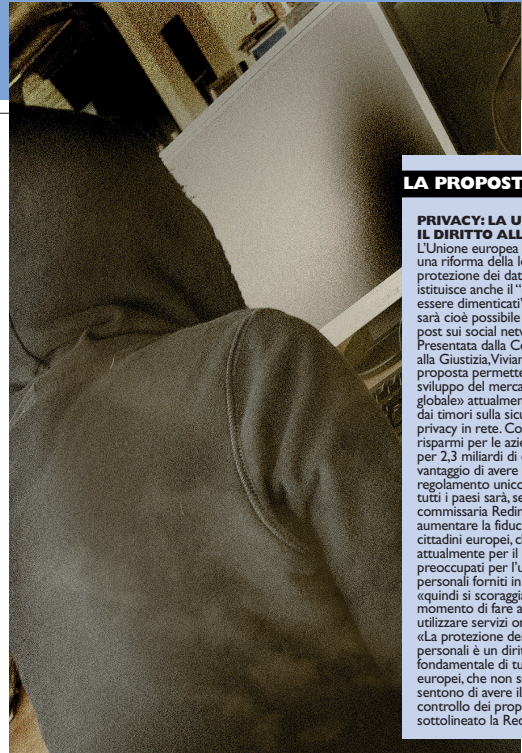 LA PROPOST
PRIVACY: LA U
IL DIRITTO ALL
L'Unione europea
una riforma della l
protezione dei dat
istituisce anche il "
essere dimenticati"
sarà cioè possibile
post sui social netw
Presentata dalla Co
alla Giustizia, Viviar
proposta permette
sviluppo del merca
globale» attualmen
dai timori sulla sicu
privacy in rete. Co
risparmi per le azie
per 2,3 miliardi di
vantaggio di avere
regolamento unico
tutti i paesi sarà, se
commissaria Redin
aumentare la fiduc
cittadini europei, c
attualmente per il
preoccupati per l'u
personali forniti in
«quindi si scoraggia
momento di fare a
utilizzare servizi or
«La protezione de
personali è un dirit
fondamentale di tu
europei, che non s
sentono di avere il
controllo dei prop
sottolineato la Red